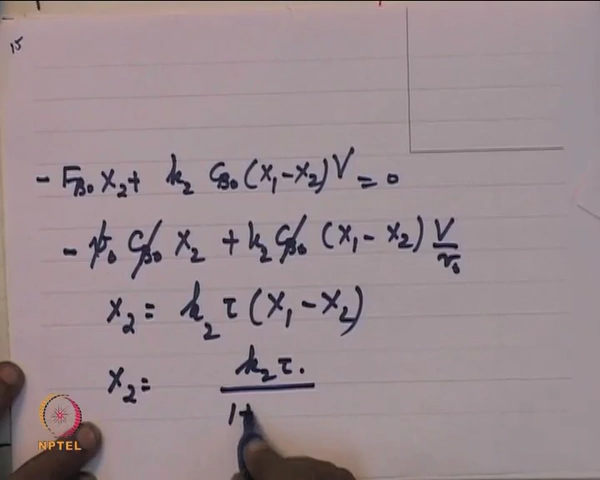 15
- F_B0 X_2 + k_2 C_B0 (X_1 - X_2) V = 0
- v_0 C_B0 X_2 + k_2 C_B0 (X_1 - X_2) V/v_0
X_2 = k_2 τ (X_1 - X_2)
X_2 = k_2 τ. / 1+
NPTEL